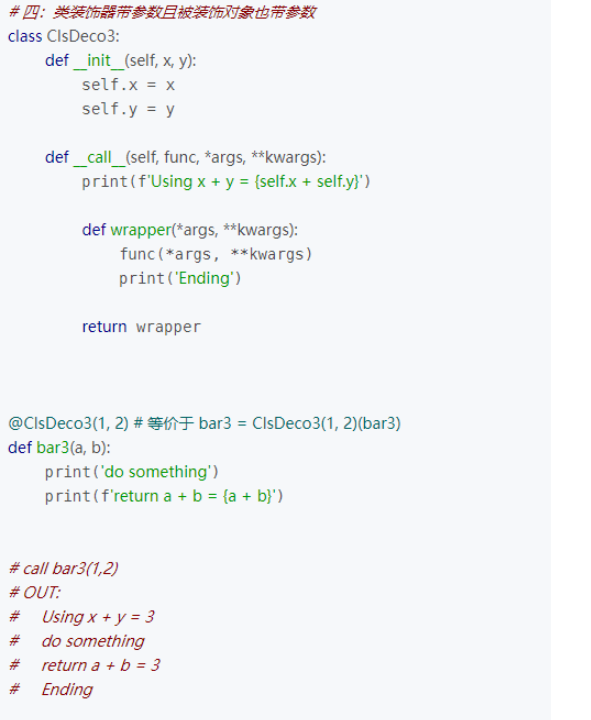 # 四：类装饰器带参数且被装饰对象也带参数
class ClsDeco3:
    def __init__(self, x, y):
        self.x = x
        self.y = y
    def __call__(self, func, *args, **kwargs):
        print(f'Using x + y = {self.x + self.y}')
        def wrapper(*args, **kwargs):
            func(*args, **kwargs)
            print('Ending')
        return wrapper
@ClsDeco3(1, 2) # 等价于 bar3 = ClsDeco3(1, 2)(bar3)
def bar3(a, b):
    print('do something')
    print(f'return a + b = {a + b}')
# call bar3(1,2)
# OUT:
#    Using x + y = 3
#    do something
#    return a + b = 3
#    Ending